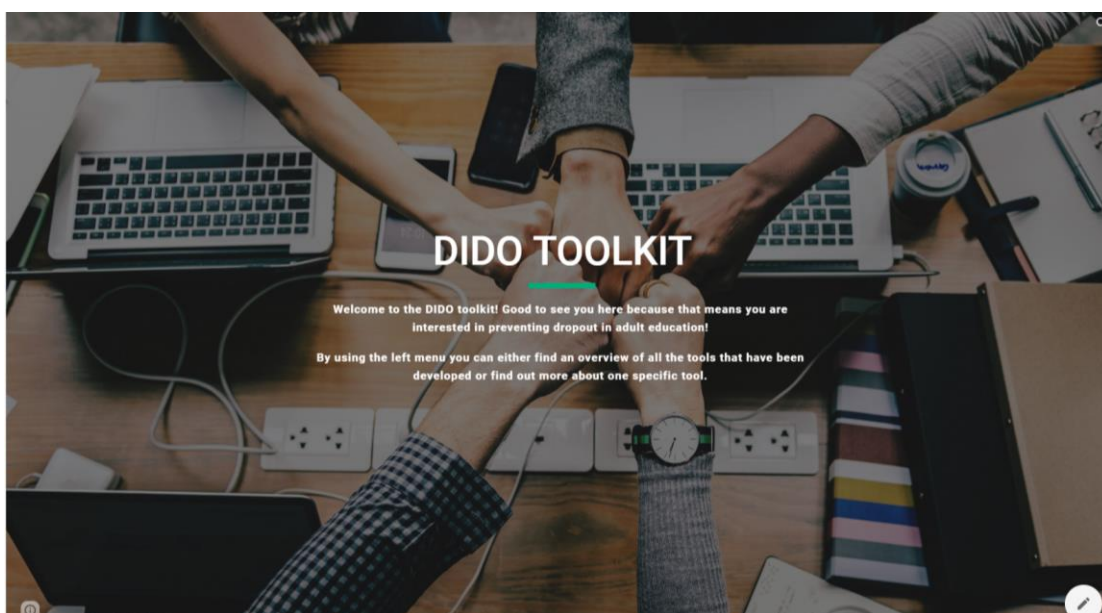 DIDO TOOLKIT
Welcome to the DIDO toolkit! Good to see you here because that means you are
interested in preventing dropout in adult education!
By using the left menu you can either find an overview of all the tools that have been
developed or find out more about one specific tool.